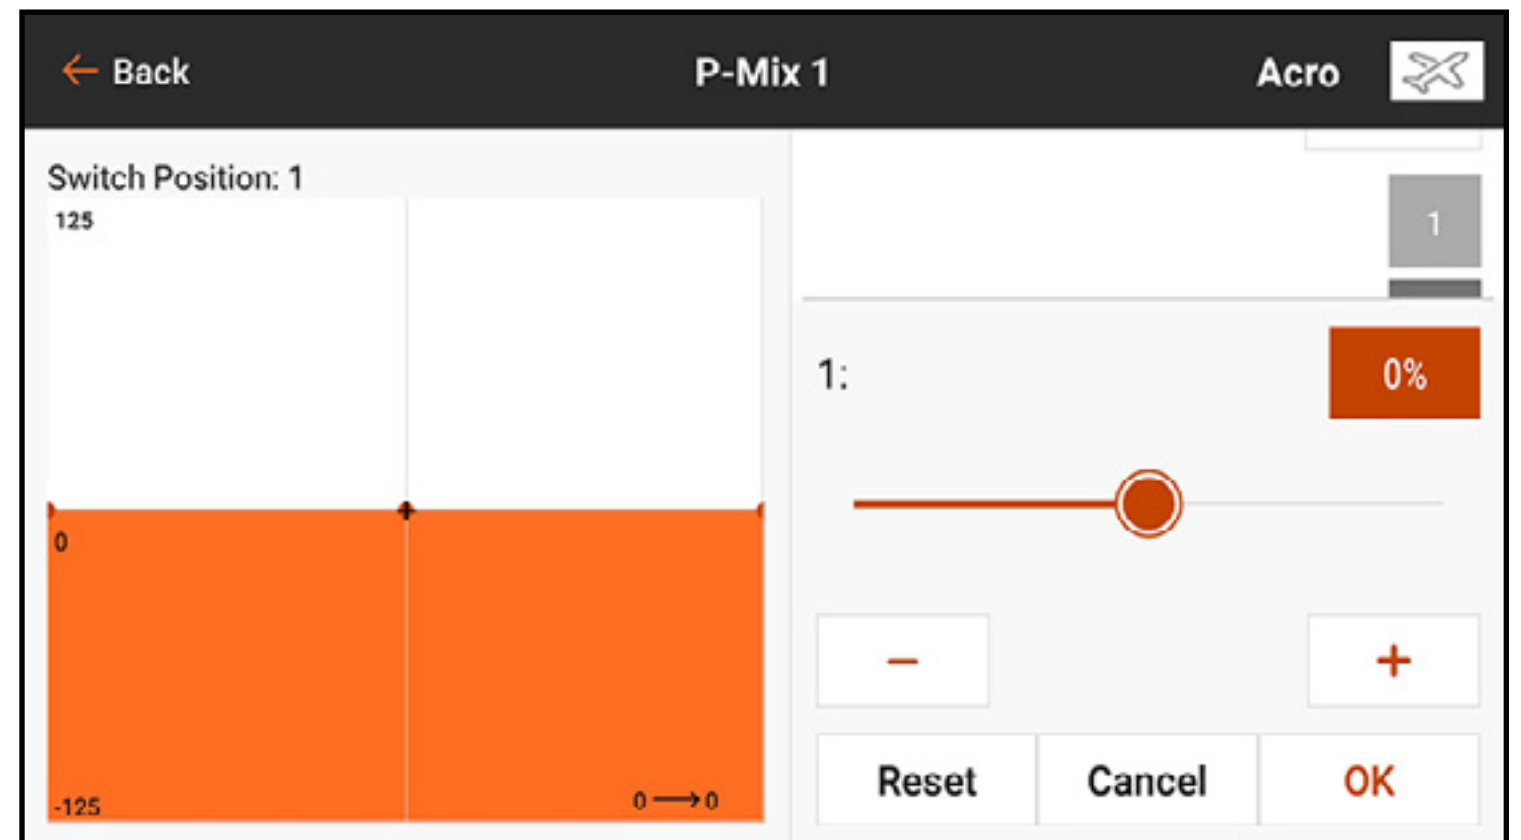 ← Back P-Mix 1 Acro
Switch Position: 1
125
0
-125
0 → 0
1
1:
0%
−
+
Reset Cancel OK